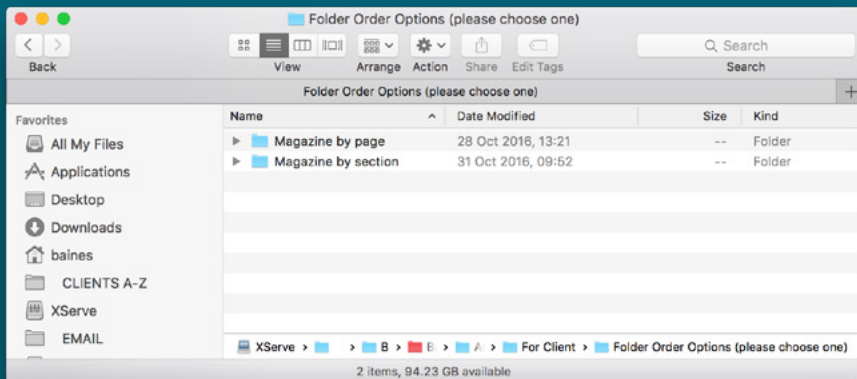 Folder Order Options (please choose one)
Back View Arrange Action Share Edit Tags Search
Search
Folder Order Options (please choose one) +
Favorites
All My Files
Applications
Desktop
Downloads
baines
CLIENTS A-Z
XServe
EMAIL
Name Date Modified Size Kind
Magazine by page 28 Oct 2016, 13:21 -- Folder
Magazine by section 31 Oct 2016, 09:52 -- Folder
XServe › › B › B › A › For Client › Folder Order Options (please choose one)
2 items, 94.23 GB available